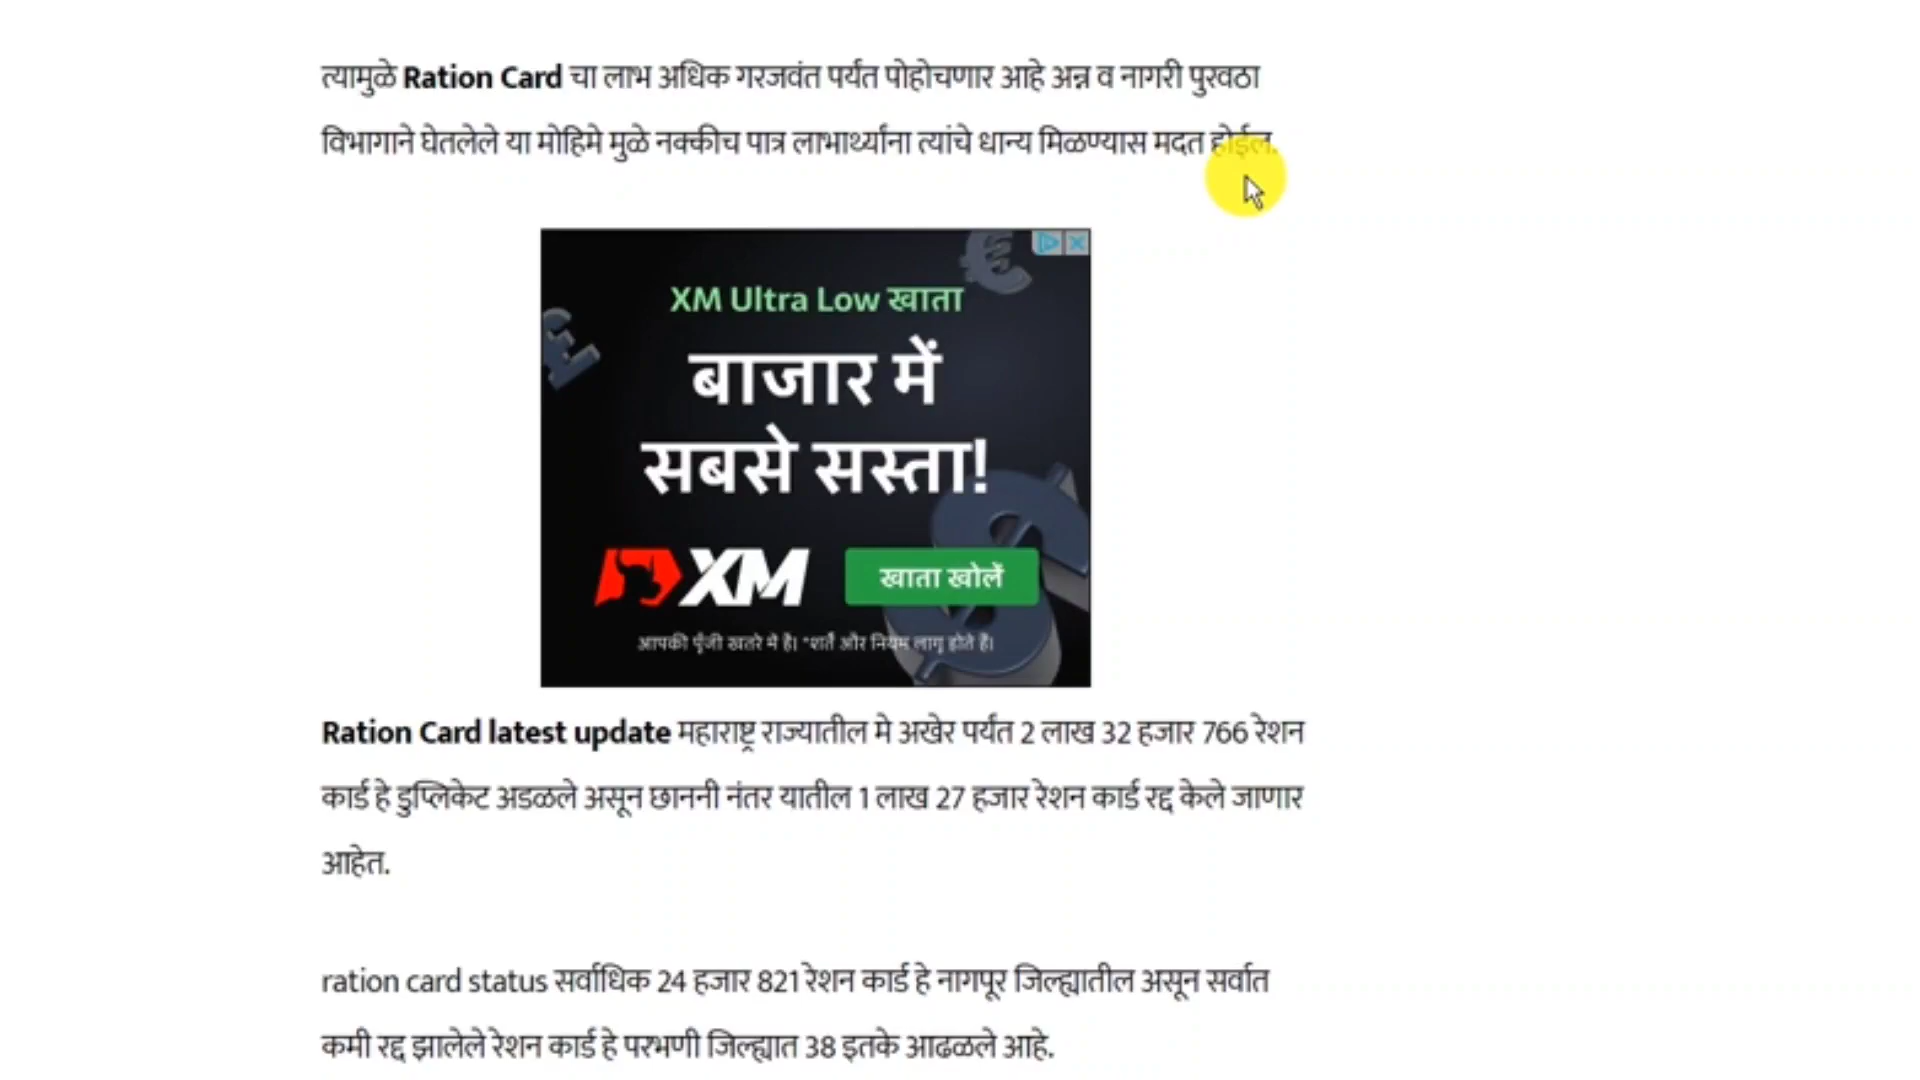 त्यामुळे Ration Card चा लाभ अधिक गरजवंत पर्यंत पोहोचणार आहे अन्न व नागरी पुरवठा
विभागाने घेतलेले या मोहिमे मुळे नक्कीच पात्र लाभार्थ्यांना त्यांचे धान्य मिळण्यास मदत होईल.
XM Ultra Low खाता
बाजार में
सबसे सस्ता!
XM
खाता खोलें
आपकी पूँजी खतरे में है। *शर्तें और नियम लागू होते हैं।
Ration Card latest update महाराष्ट्र राज्यातील मे अखेर पर्यंत 2 लाख 32 हजार 766 रेशन
कार्ड हे डुप्लिकेट अडळले असून छाननी नंतर यातील 1 लाख 27 हजार रेशन कार्ड रद्द केले जाणार
आहेत.
ration card status सर्वाधिक 24 हजार 821 रेशन कार्ड हे नागपूर जिल्ह्यातील असून सर्वात
कमी रद्द झालेले रेशन कार्ड हे परभणी जिल्ह्यात 38 इतके आढळले आहे.